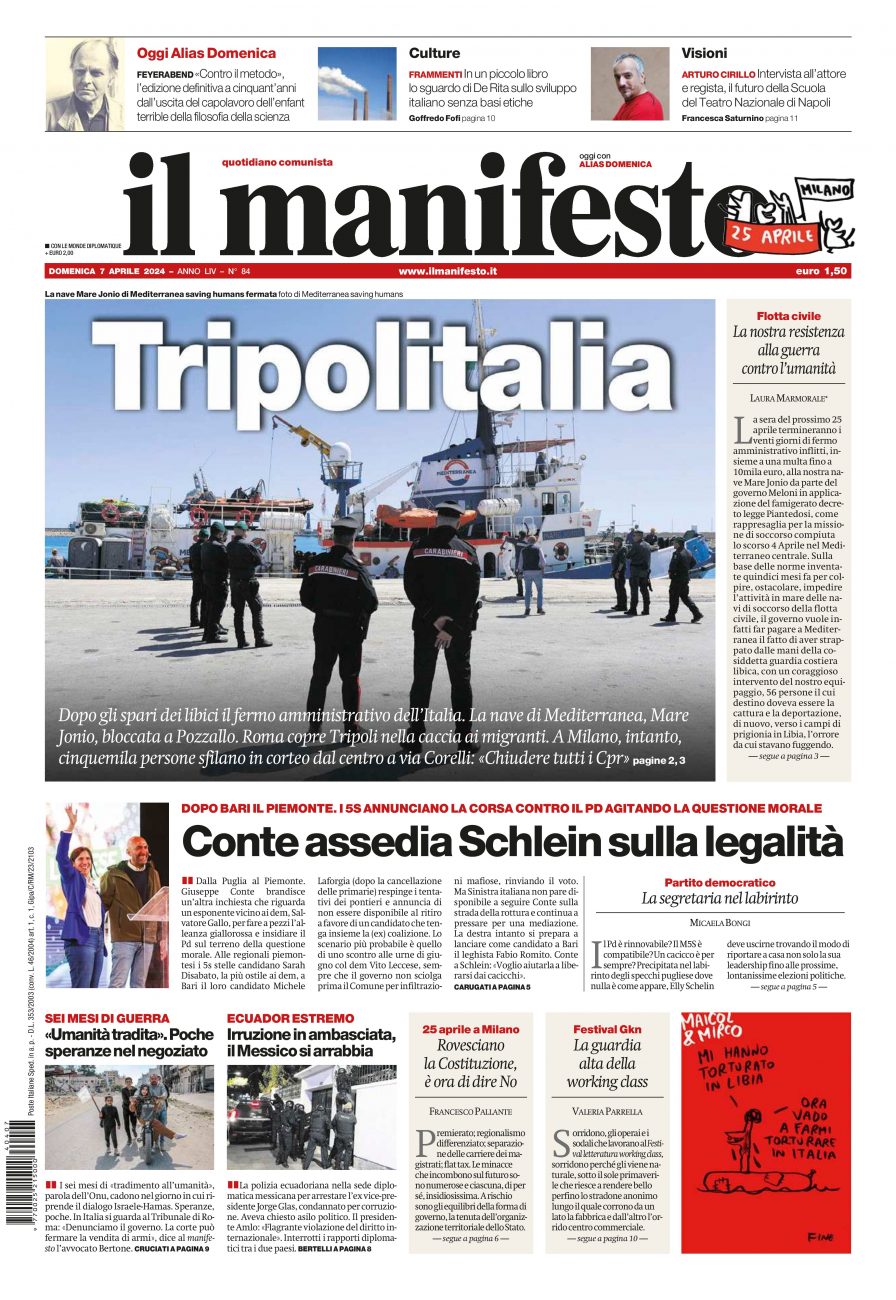 Oggi Alias Domenica
FEYERABEND «Contro il metodo»,
l'edizione definitiva a cinquant'anni
dall'uscita del capolavoro dell'enfant
terrible della filosofia della scienza
Culture
FRAMMENTI In un piccolo libro
lo sguardo di De Rita sullo sviluppo
italiano senza basi etiche
Goffredo Fofi pagina 10
Visioni
ARTURO CIRILLO Intervista all'attore
e regista, il futuro della Scuola
del Teatro Nazionale di Napoli
Francesca Saturnino pagina 11
quotidiano comunista
oggi con
ALIAS DOMENICA
il manifesto
MILANO
25 APRILE
■ CON LE MONDE DIPLOMATIQUE
+ EURO 2,00
DOMENICA 7 APRILE 2024 – ANNO LIV – N° 84
www.ilmanifesto.it
euro 1,50
La nave Mare Jonio di Mediterranea saving humans fermata foto di Mediterranea saving humans
Tripolitalia
MEDITERRANEA
CARABINIERI
CARABINIERI
Dopo gli spari dei libici il fermo amministrativo dell'Italia. La nave di Mediterranea, Mare
Jonio, bloccata a Pozzallo. Roma copre Tripoli nella caccia ai migranti. A Milano, intanto,
cinquemila persone sfilano in corteo dal centro a via Corelli: «Chiudere tutti i Cpr» pagine 2, 3
Flotta civile
La nostra resistenza
alla guerra
contro l'umanità
LAURA MARMORALE*
La sera del prossimo 25
aprile termineranno i
venti giorni di fermo
amministrativo inflitti, in-
sieme a una multa fino a
10mila euro, alla nostra na-
ve Mare Jonio da parte del
governo Meloni in applica-
zione del famigerato decre-
to legge Piantedosi, come
rappresaglia per la missio-
ne di soccorso compiuta
lo scorso 4 Aprile nel Medi-
terraneo centrale. Sulla
base delle norme inventa-
te quindici mesi fa per col-
pire, ostacolare, impedire
l'attività in mare delle na-
vi di soccorso della flotta
civile, il governo vuole in-
fatti far pagare a Mediter-
ranea il fatto di aver strap-
pato dalle mani della co-
siddetta guardia costiera
libica, con un coraggioso
intervento del nostro equi-
paggio, 56 persone il cui
destino doveva essere la
cattura e la deportazione,
di nuovo, verso i campi di
prigionia in Libia, l'orrore
da cui stavano fuggendo.
— segue a pagina 3 —
DOPO BARI IL PIEMONTE. I 5S ANNUNCIANO LA CORSA CONTRO IL PD AGITANDO LA QUESTIONE MORALE
Conte assedia Schlein sulla legalità
Dalla Puglia al Piemonte.
Giuseppe Conte brandisce
un'altra inchiesta che riguarda
un esponente vicino ai dem, Sal-
vatore Gallo, per fare a pezzi l'al-
leanza giallorossa e insidiare il
Pd sul terreno della questione
morale. Alle regionali piemon-
tesi i 5s stelle candidano Sarah
Disabato, la più ostile ai dem, a
Bari il loro candidato Michele
Laforgia (dopo la cancellazione
delle primarie) respinge i tenta-
tivi dei pontieri e annuncia di
non essere disponibile al ritiro
a favore di un candidato che ten-
ga insieme la (ex) coalizione. Lo
scenario più probabile è quello
di uno scontro alle urne di giu-
gno col dem Vito Leccese, sem-
pre che il governo non sciolga
prima il Comune per infiltrazio-
ni mafiose, rinviando il voto.
Ma Sinistra italiana non pare di-
sponibile a seguire Conte sulla
strada della rottura e continua a
pressare per una mediazione.
La destra intanto si prepara a
lanciare come candidato a Bari
il leghista Fabio Romito. Conte
a Schlein: «Voglio aiutarla a libe-
rarsi dai cacicchi».
CARUGATI A PAGINA 5
Partito democratico
La segretaria nel labirinto
MICAELA BONGI
Il Pd è rinnovabile? Il M5S è
compatibile? Un cacicco è per
sempre? Precipitata nel labi-
rinto degli specchi pugliese dove
nulla è come appare, Elly Schelin
deve uscirne trovando il modo di
riportare a casa non solo la sua
leadership fino alle prossime,
lontanissime elezioni politiche.
— segue a pagina 5 —
SEI MESI DI GUERRA
«Umanità tradita». Poche
speranze nel negoziato
I sei mesi di «tradimento all'umanità»,
parola dell'Onu, cadono nel giorno in cui ri-
prende il dialogo Israele-Hamas. Speranze,
poche. In Italia si guarda al Tribunale di Ro-
ma: «Denunciamo il governo. La corte può
fermare la vendita di armi», dice al manife-
sto l'avvocato Bertone. CRUCIATI A PAGINA 9
ECUADOR ESTREMO
Irruzione in ambasciata,
il Messico si arrabbia
La polizia ecuadoriana nella sede diplo-
matica messicana per arrestare l'ex vice-pre-
sidente Jorge Glas, condannato per corruzio-
ne. Aveva chiesto asilo politico. Il presiden-
te Amlo: «Flagrante violazione del diritto in-
ternazionale». Interrotti i rapporti diploma-
tici tra i due paesi. BERTELLI A PAGINA 8
25 aprile a Milano
Rovesciano
la Costituzione,
è ora di dire No
FRANCESCO PALLANTE
Premierato; regionalismo
differenziato; separazio-
ne delle carriere dei ma-
gistrati; flat tax. Le minacce
che incombono sul futuro so-
no numerose e ciascuna, di per
sé, insidiosissima. A rischio
sono gli equilibri della forma di
governo, la tenuta dell'organiz-
zazione territoriale dello Stato.
— segue a pagina 6 —
Festival Gkn
La guardia
alta della
working class
VALERIA PARRELLA
Sorridono, gli operai e i
sodali che lavorano al Festi-
val letteratura working class,
sorridono perché gli viene natu-
rale, sotto il sole primaveri-
le che riesce a rendere bello
perfino lo stradone anonimo
lungo il quale corrono da un
lato la fabbrica e dall'altro l'or-
rido centro commerciale.
— segue a pagina 10 —
MAICOL
& MIRCO
MI HANNO
TORTURATO
IN LIBIA
ORA
VADO
A FARMI
TORTURARE
IN ITALIA
FINE
Poste Italiane Sped. in a. p. - D.L. 353/2003 (conv. L. 46/2004) art. 1, c. 1, Gipa/C/RM/23/2103
40407
9 770025 215000